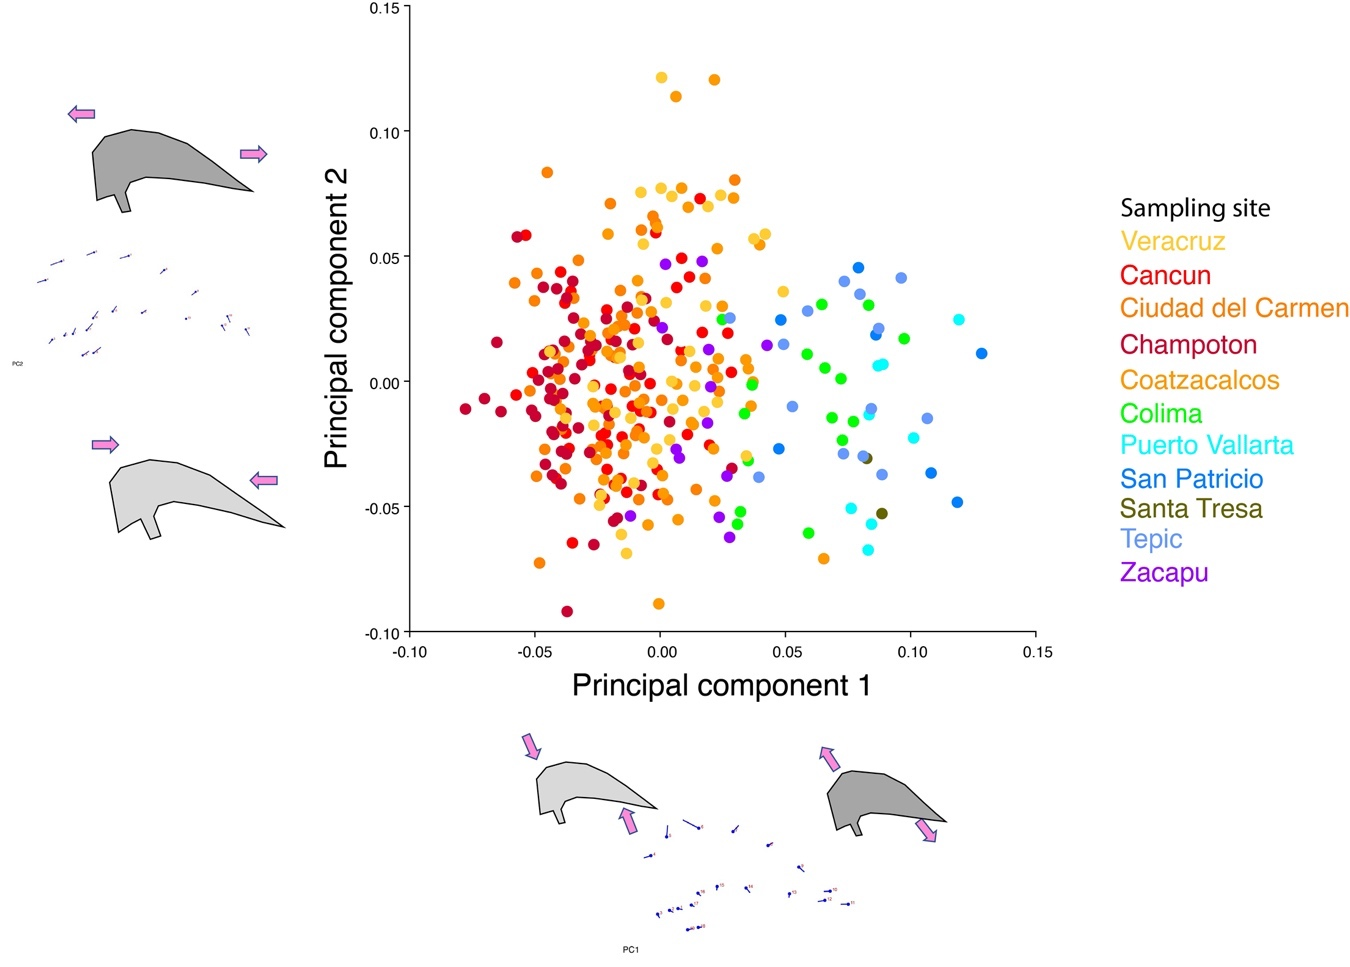 0.15
0.10
0.05
0.00
-0.05
-0.10
Principal component 2
-0.10
-0.05
0.00
0.05
0.10
0.15
Principal component 1
Sampling site
Veracruz
Cancun
Ciudad del Carmen
Champoton
Coatzacalcos
Colima
Puerto Vallarta
San Patricio
Santa Tresa
Tepic
Zacapu
PC2
PC1